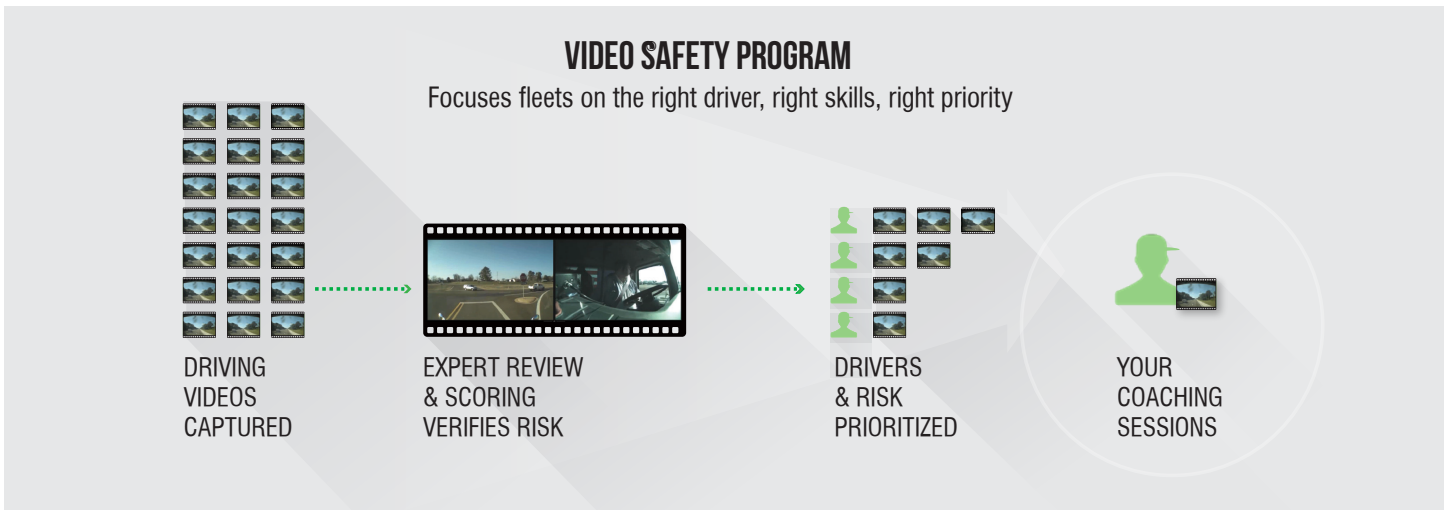 VIDEO SAFETY PROGRAM
Focuses fleets on the right driver, right skills, right priority
DRIVING
VIDEOS
CAPTURED
EXPERT REVIEW
& SCORING
VERIFIES RISK
DRIVERS
& RISK
PRIORITIZED
YOUR
COACHING
SESSIONS